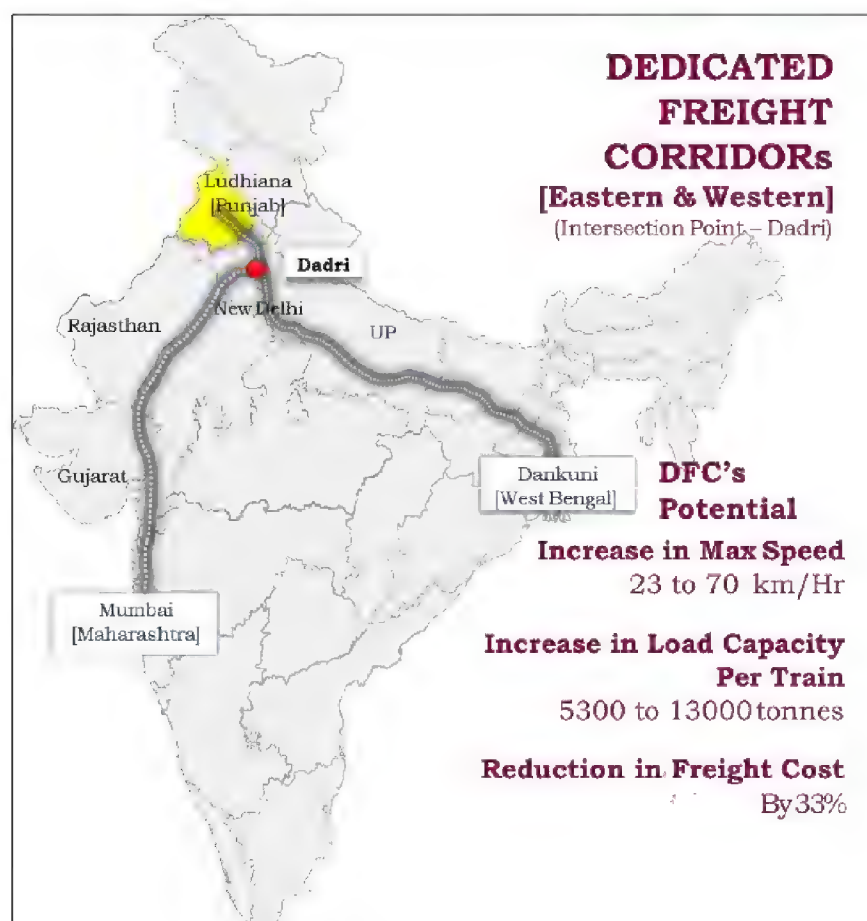 DEDICATED
FREIGHT
CORRIDORs
[Eastern & Western]
(Intersection Point – Dadri)
Ludhiana
[Punjab]
Dadri
New Delhi
Rajasthan
UP
Gujarat
Dankuni
[West Bengal]
Mumbai
[Maharashtra]
DFC's
Potential
Increase in Max Speed
23 to 70 km/Hr
Increase in Load Capacity
Per Train
5300 to 13000 tonnes
Reduction in Freight Cost
By 33%